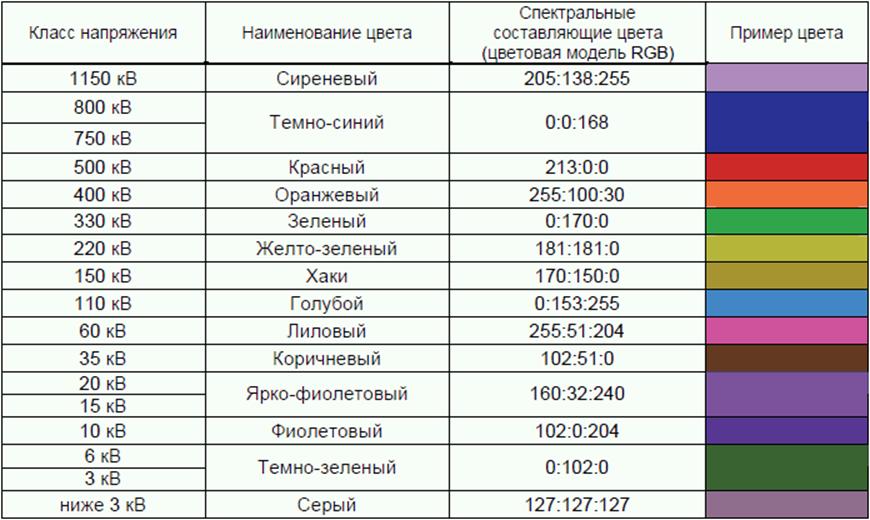 Класс напряжения
Наименование цвета
Спектральные
составляющие цвета
(цветовая модель RGB)
Пример цвета
1150 кВ
Сиреневый
205:138:255
800 кВ
750 кВ
Темно-синий
0:0:168
500 кВ
Красный
213:0:0
400 кВ
Оранжевый
255:100:30
330 кВ
Зеленый
0:170:0
220 кВ
Желто-зеленый
181:181:0
150 кВ
Хаки
170:150:0
110 кВ
Голубой
0:153:255
60 кВ
Лиловый
255:51:204
35 кВ
Коричневый
102:51:0
20 кВ
15 кВ
Ярко-фиолетовый
160:32:240
10 кВ
Фиолетовый
102:0:204
6 кВ
3 кВ
Темно-зеленый
0:102:0
ниже 3 кВ
Серый
127:127:127